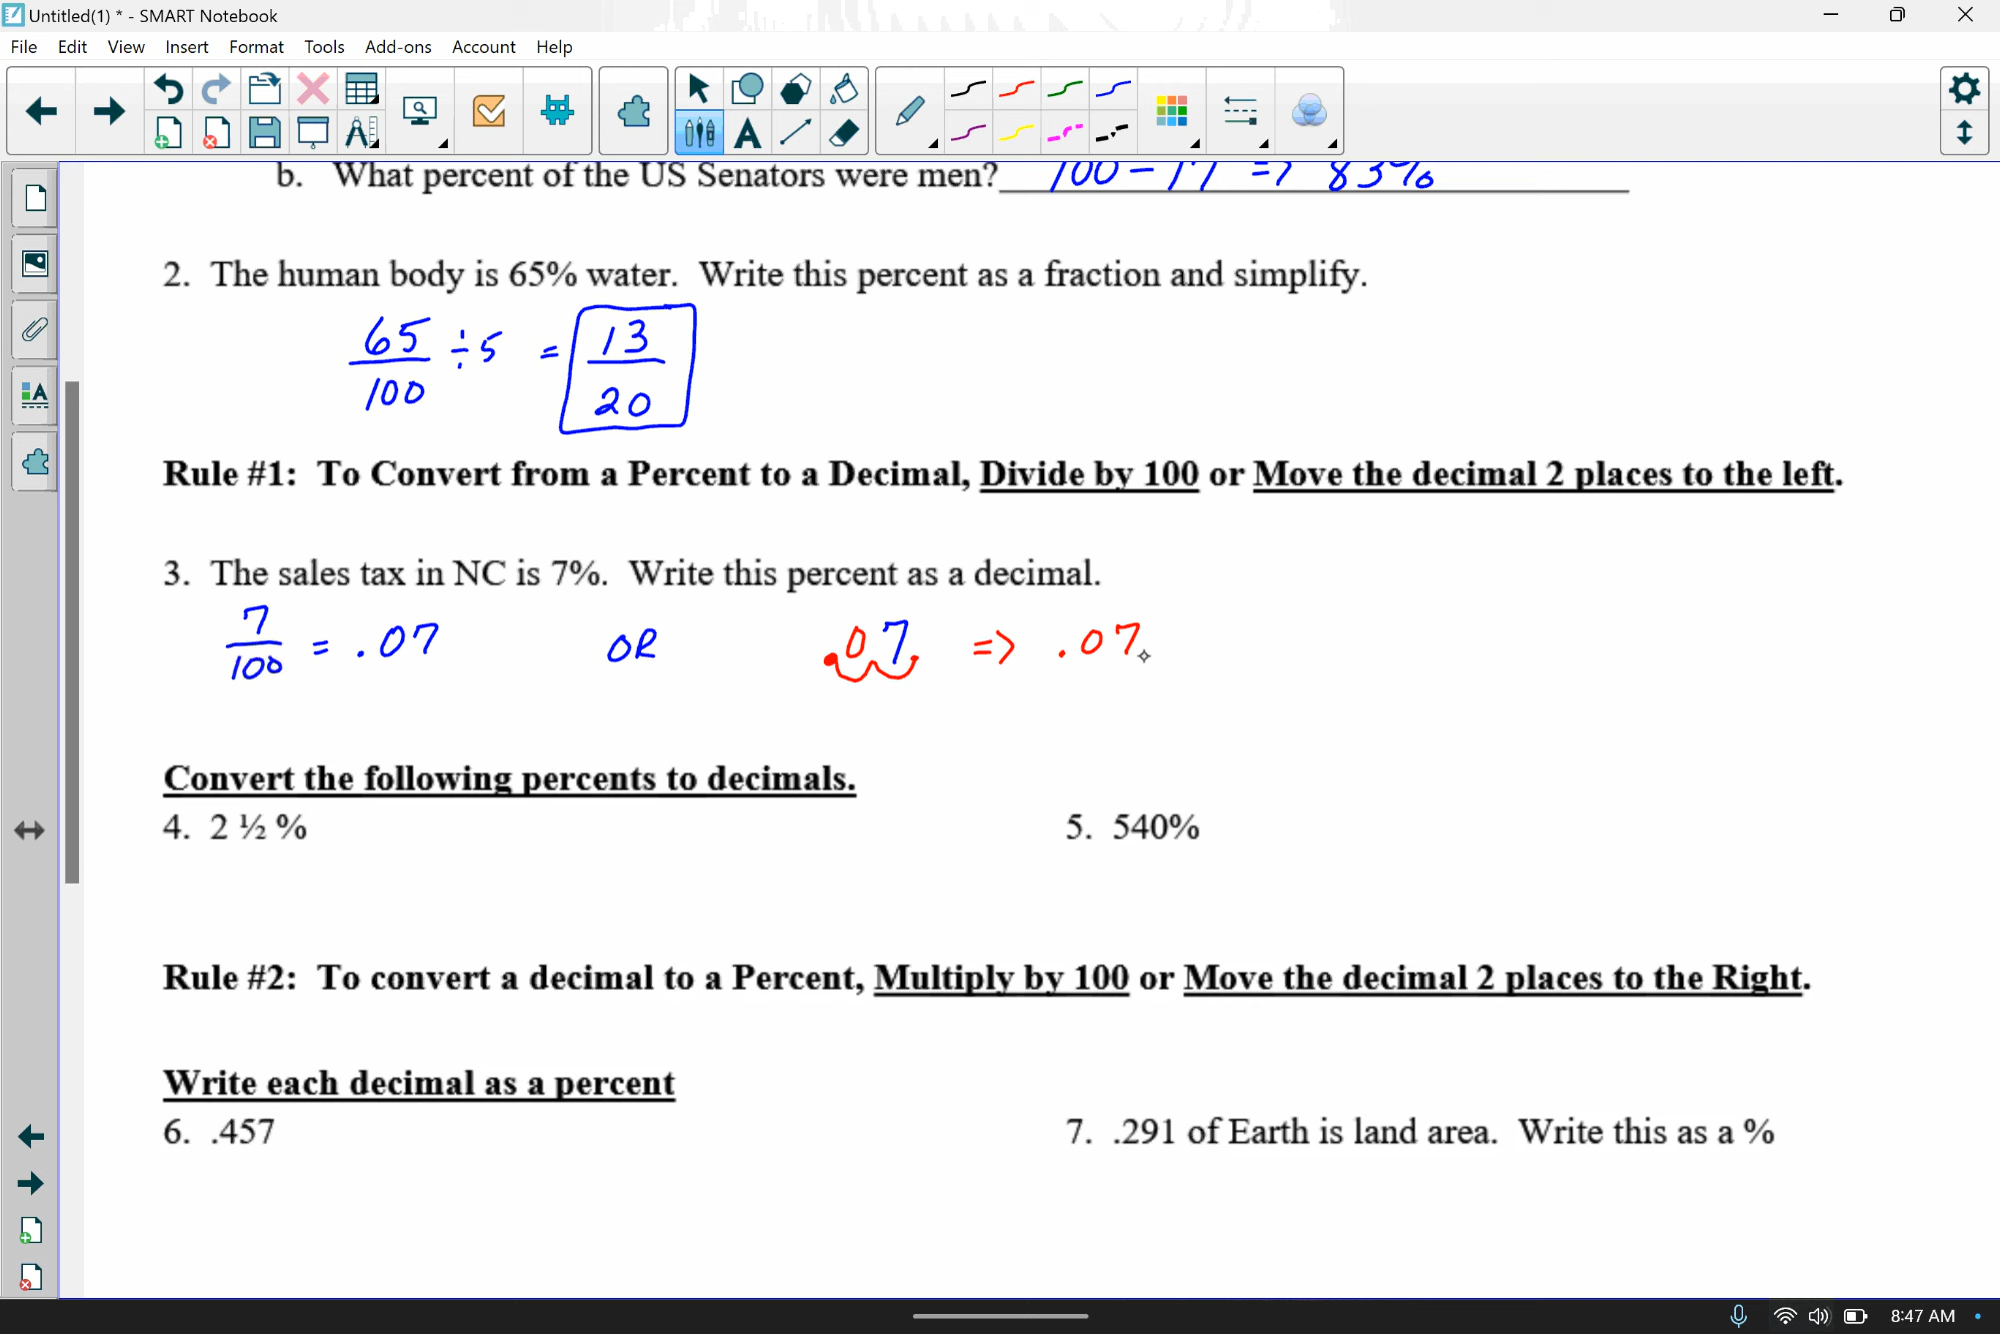 Untitled(1) * - SMART Notebook
File Edit View Insert Format Tools Add-ons Account Help
b. What percent of the US Senators were men? 100 - 17 => 83%
2. The human body is 65% water. Write this percent as a fraction and simplify.
65/100 ÷5 = 13/20
Rule #1: To Convert from a Percent to a Decimal, Divide by 100 or Move the decimal 2 places to the left.
3. The sales tax in NC is 7%. Write this percent as a decimal.
7/100 = .07 OR .07. => .07
Convert the following percents to decimals.
4. 2 ½ % 5. 540%
Rule #2: To convert a decimal to a Percent, Multiply by 100 or Move the decimal 2 places to the Right.
Write each decimal as a percent
6. .457 7. .291 of Earth is land area. Write this as a %
8:47 AM